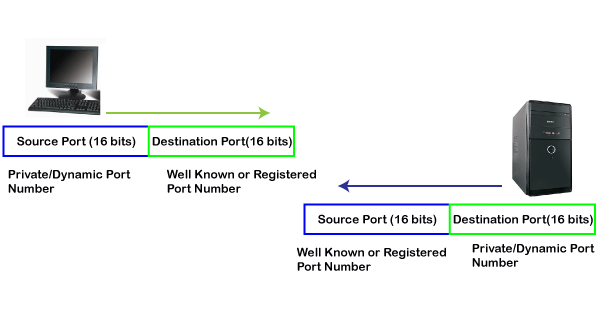 Source Port (16 bits)
Destination Port(16 bits)
Private/Dynamic Port
Number
Well Known or Registered
Port Number
Source Port (16 bits)
Destination Port(16 bits)
Well Known or Registered
Port Number
Private/Dynamic Port
Number